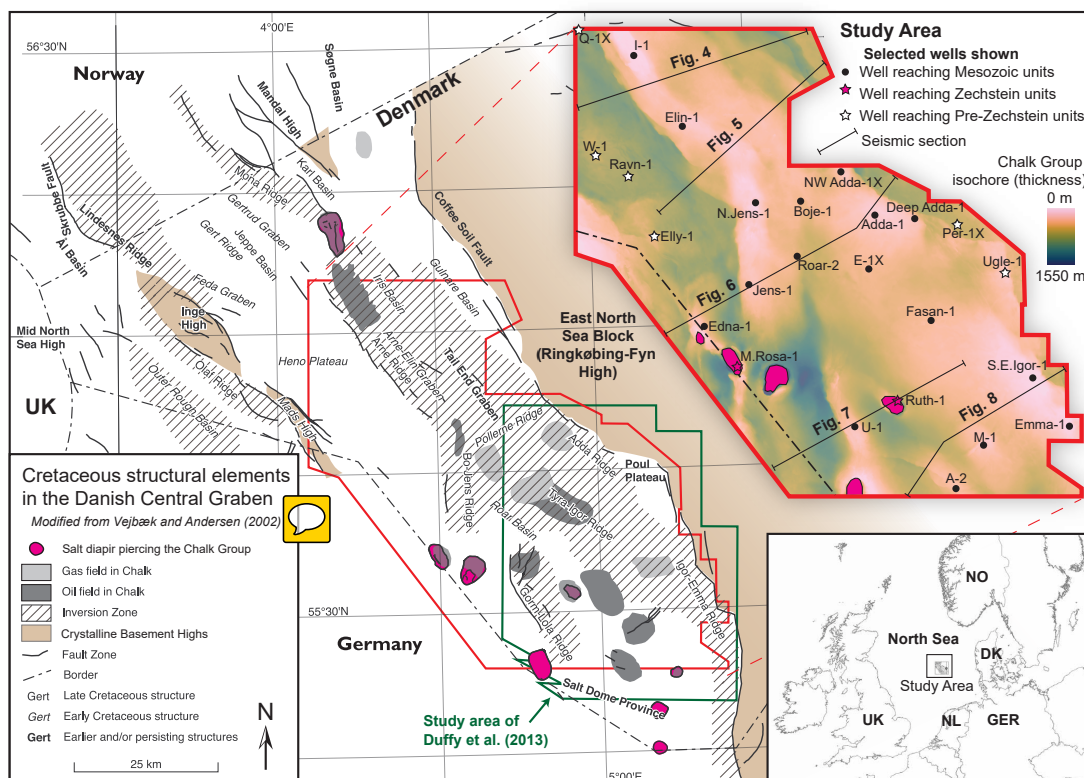 4°00'E
56°30'N
Norway
Søgne Basin
Mandal High
Denmark
Mona Ridge
Karl Basin
Skrubbe Fault
Ål Basin
Lindesnes Ridge
Gertrud Graben
Gert Ridge
Jeppe Basin
Coffee Soil Fault
Gulnare Basin
Iris Basin
Feda Graben
Inge High
Mid North Sea High
Heno Plateau
Arne-Elin Graben
Arne Ridge
Tail End Graben
East North
Sea Block
(Ringkøbing-Fyn
High)
Olaf Ridge
Outer Rough Basin
Mads High
UK
Pollerne Ridge
Adda Ridge
Poul
Plateau
Bo-Jens Ridge
Tyra-Igor Ridge
Roar Basin
Igor-Emma Ridge
55°30'N
Germany
Salt Dome Province
Study area of
Duffy et al. (2013)
5°00'E
Study Area
Selected wells shown
Well reaching Mesozoic units
Well reaching Zechstein units
Well reaching Pre-Zechstein units
Seismic section
Chalk Group
isochore (thickness)
0 m
1550 m
Q-1X
I-1
Fig. 4
Elin-1
Fig. 5
W-1
Ravn-1
NW Adda-1X
N.Jens-1
Boje-1
Deep Adda-1
Adda-1
Per-1X
Elly-1
Roar-2
E-1X
Ugle-1
Fig. 6
Jens-1
Edna-1
Fasan-1
M.Rosa-1
S.E.Igor-1
Ruth-1
Fig. 7
Fig. 8
U-1
M-1
Emma-1
A-2
Cretaceous structural elements
in the Danish Central Graben
Modified from Vejbæk and Andersen (2002)
Salt diapir piercing the Chalk Group
Gas field in Chalk
Oil field in Chalk
Inversion Zone
Crystalline Basement Highs
Fault Zone
Border
Gert Late Cretaceous structure
Gert Early Cretaceous structure
Gert Earlier and/or persisting structures
N
25 km
NO
North Sea
DK
Study Area
UK
NL
GER